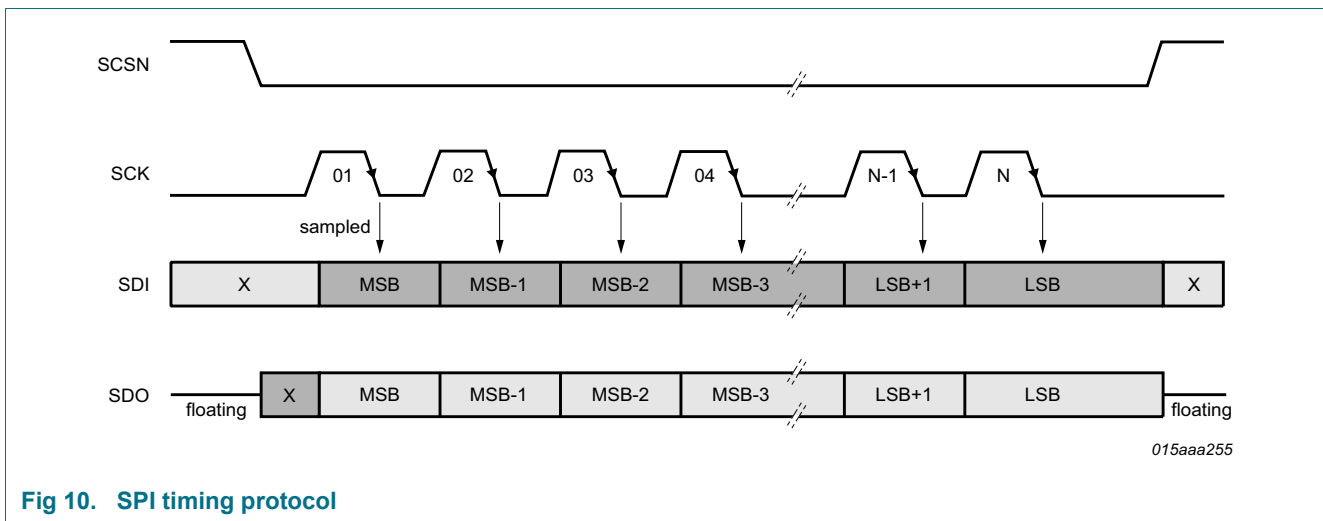 SCSN
SCK
01 02 03 04 N-1 N
sampled
SDI X MSB MSB-1 MSB-2 MSB-3 LSB+1 LSB X
SDO floating X MSB MSB-1 MSB-2 MSB-3 LSB+1 LSB floating
015aaa255
Fig 10. SPI timing protocol